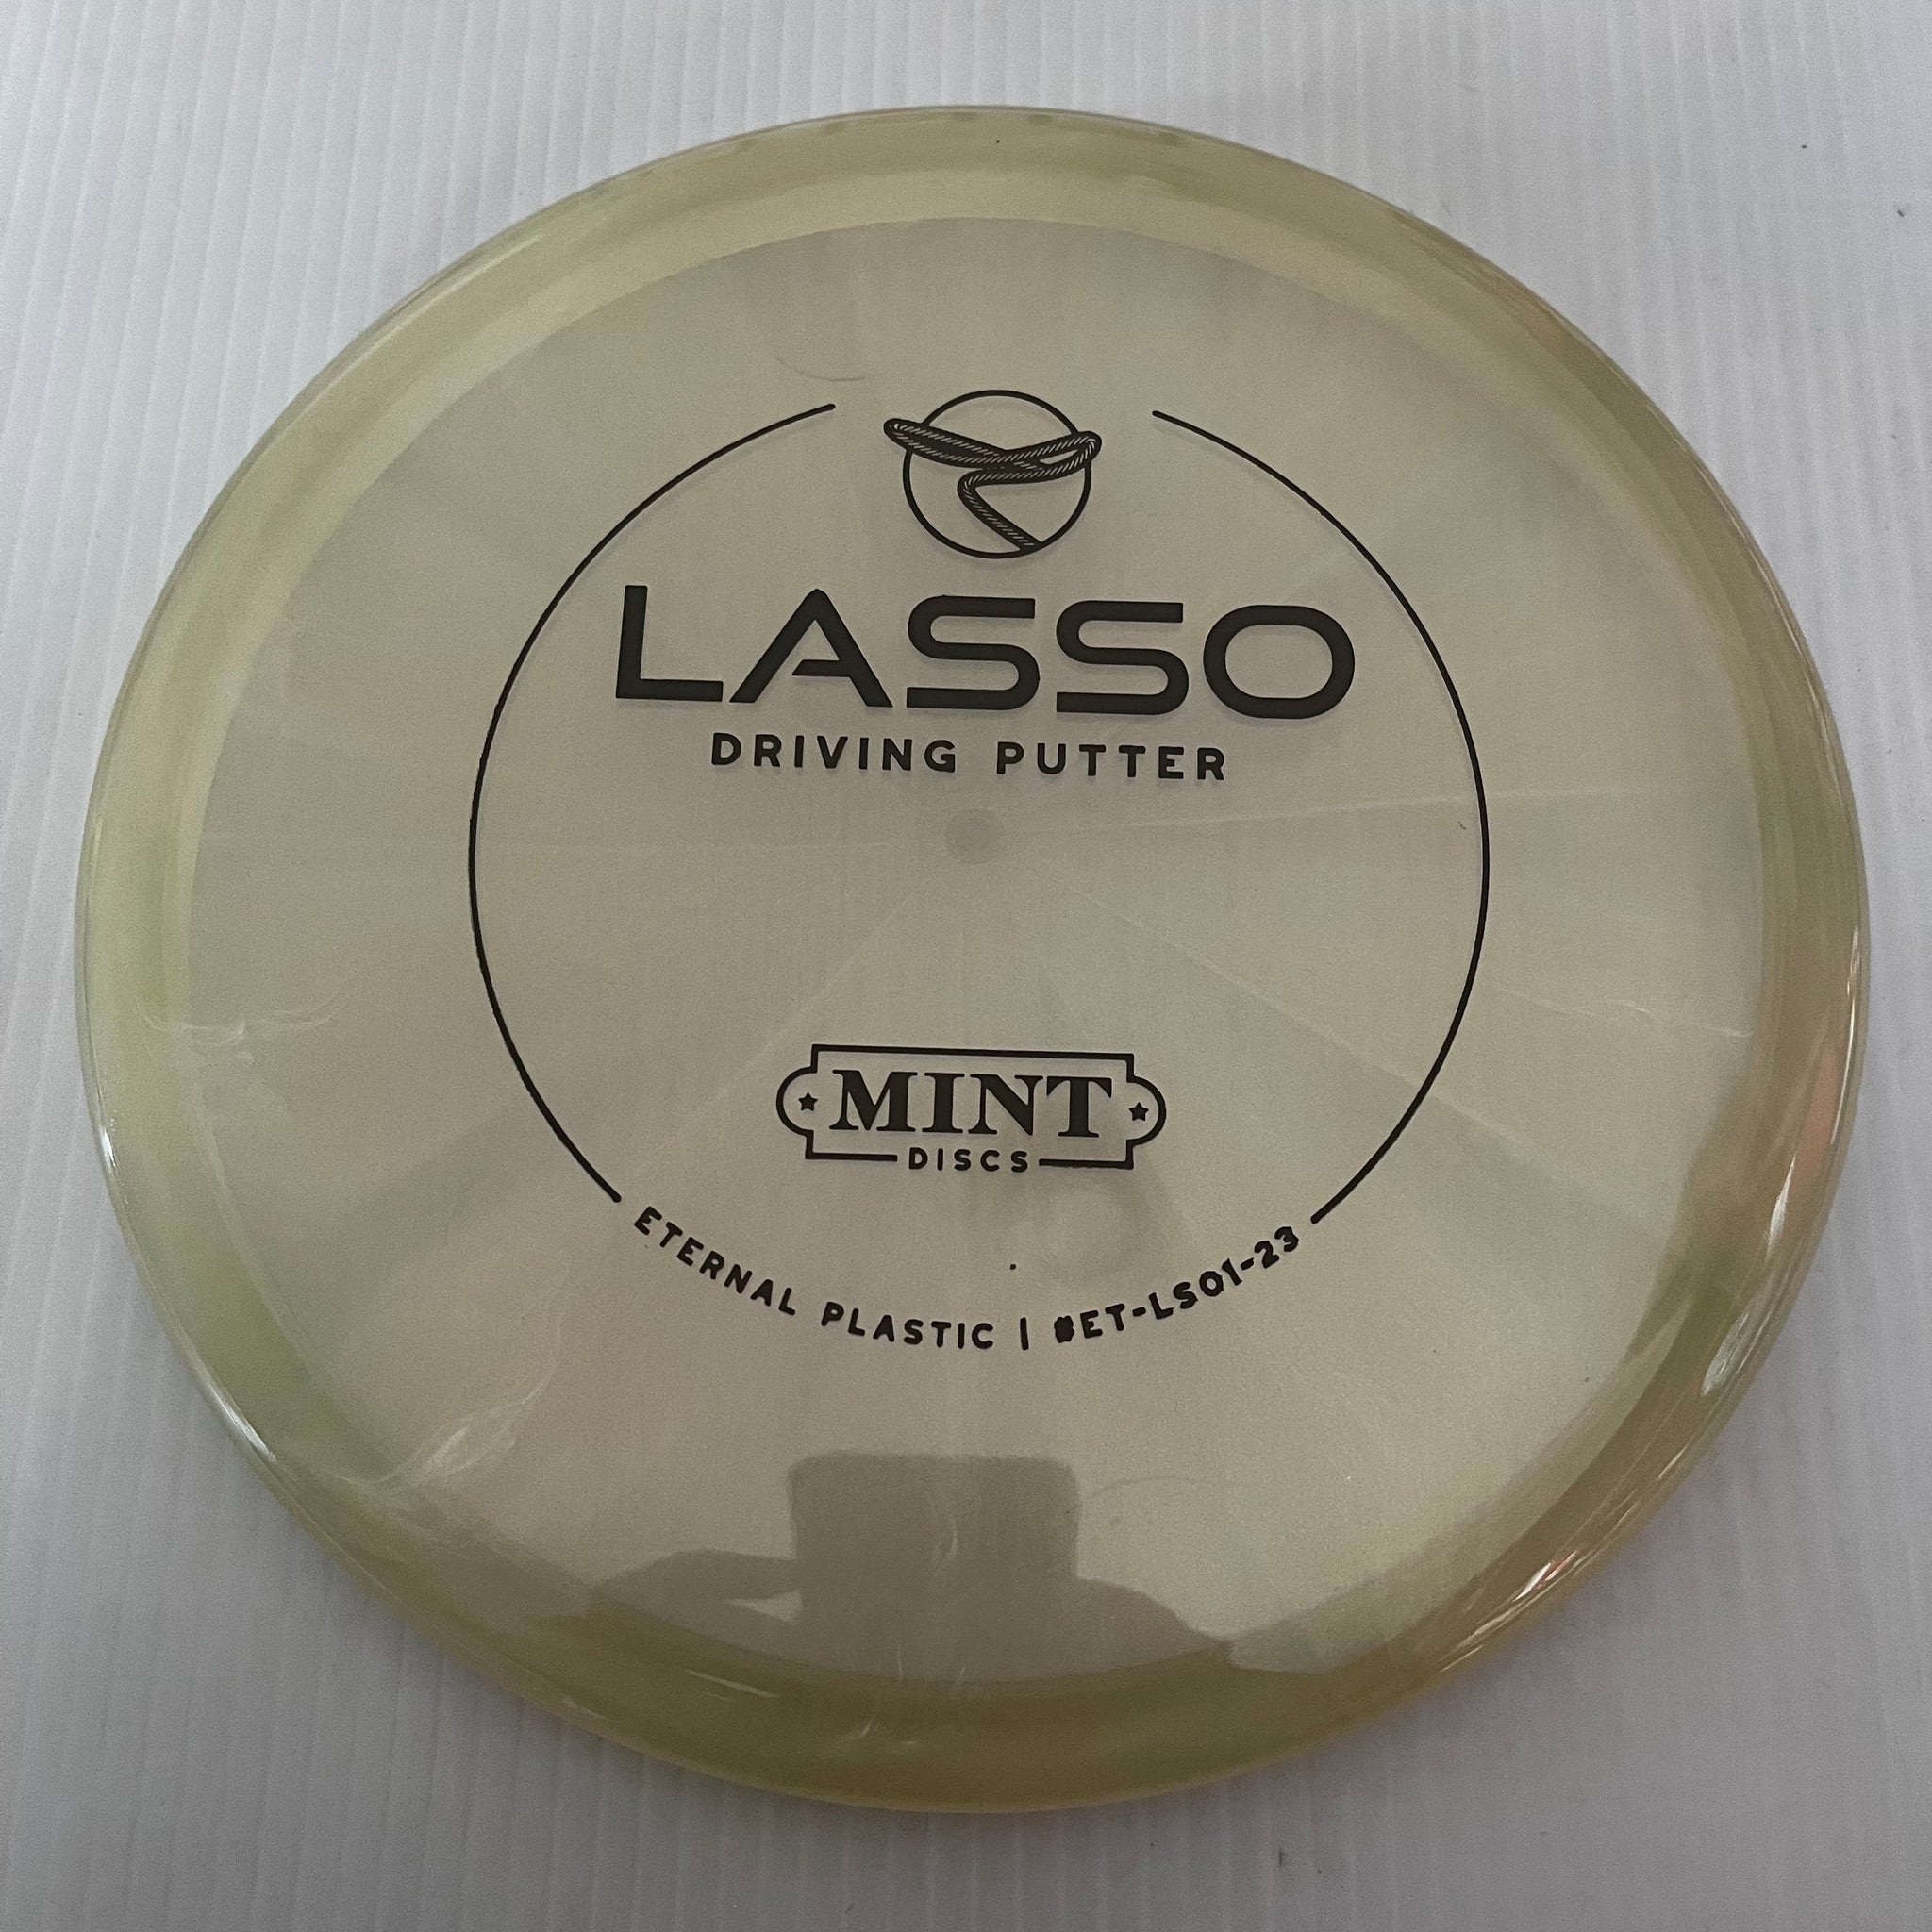 LASSO
DRIVING PUTTER
MINT
DISCS
ETERNAL PLASTIC | #ET-LS01-23